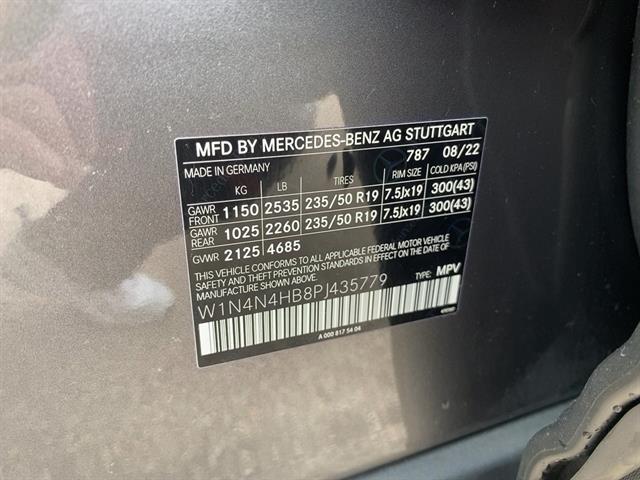 MFD BY MERCEDES-BENZ AG STUTTGART
MADE IN GERMANY 787 08/22
KG LB TIRES RIM SIZE COLD KPA (PSI)
GAWR FRONT 1150 2535 235/50 R19 7.5Jx19 300(43)
GAWR REAR 1025 2260 235/50 R19 7.5Jx19 300(43)
GVWR 2125 4685
THIS VEHICLE CONFORMS TO ALL APPLICABLE FEDERAL MOTOR VEHICLE
SAFETY AND THEFT PREVENTION STANDARDS IN EFFECT ON THE DATE OF
MANUFACTURE SHOWN ABOVE.
W1N4N4HB8PJ435779 TYPE: MPV
A 000 817 54 04